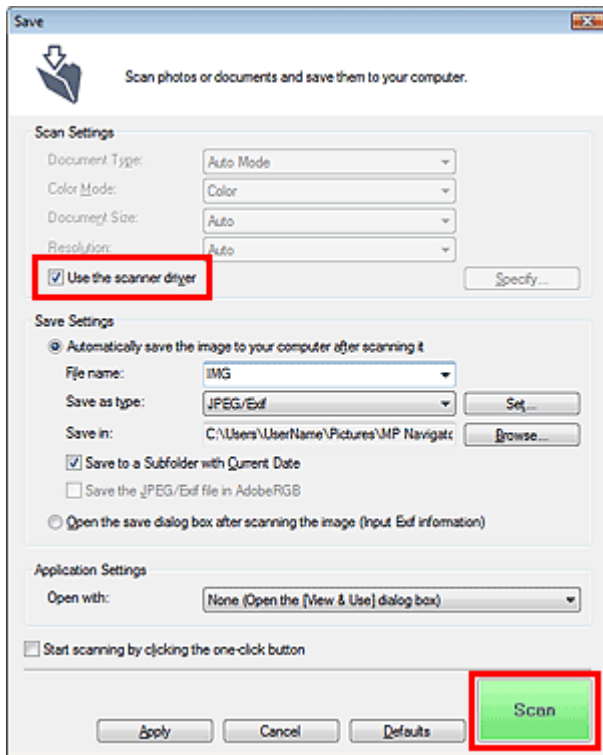 Save
Scan photos or documents and save them to your computer.
Scan Settings
Document Type: Auto Mode
Color Mode: Color
Document Size: Auto
Resolution: Auto
Use the scanner driver Specify...
Save Settings
Automatically save the image to your computer after scanning it
File name: IMG
Save as type: JPEG/Exif Set...
Save in: C:\Users\UserName\Pictures\MP Navigato Browse...
Save to a Subfolder with Current Date
Save the JPEG/Exif file in AdobeRGB
Open the save dialog box after scanning the image (Input Exif information)
Application Settings
Open with: None (Open the [View & Use] dialog box)
Start scanning by clicking the one-click button
Scan
Apply Cancel Defaults